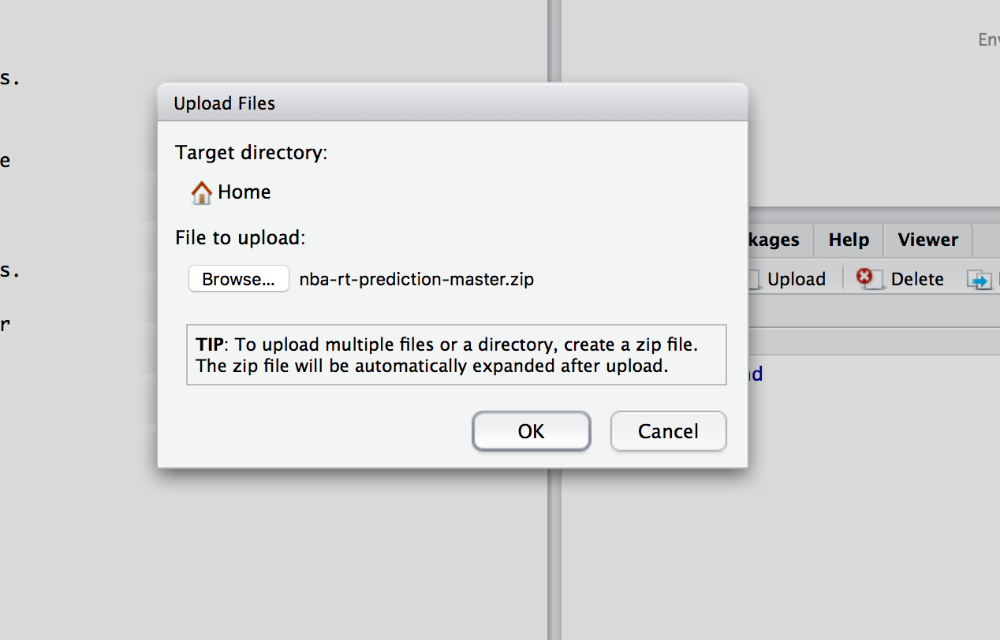 s.
e
s.
r
Upload Files
Target directory:
Home
File to upload:
Browse... nba-rt-prediction-master.zip
TIP: To upload multiple files or a directory, create a zip file.
The zip file will be automatically expanded after upload.
OK Cancel
Env
kages Help Viewer
Upload Delete
d